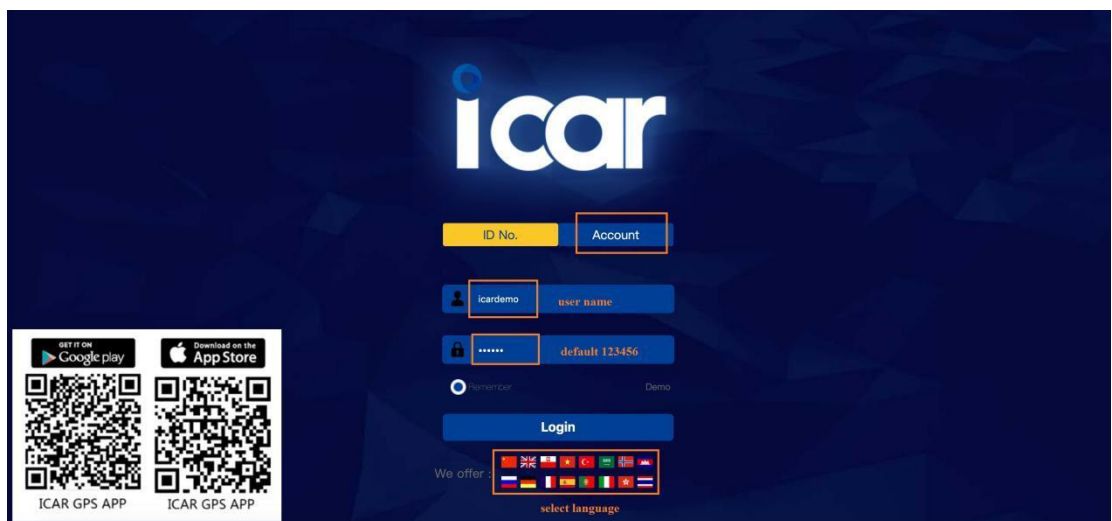 icar
ID No. Account
icardemo user name
•••••• default 123456
Remember Demo
Login
We offer :
select language
GET IT ON
Google play
Download on the
App Store
ICAR GPS APP ICAR GPS APP